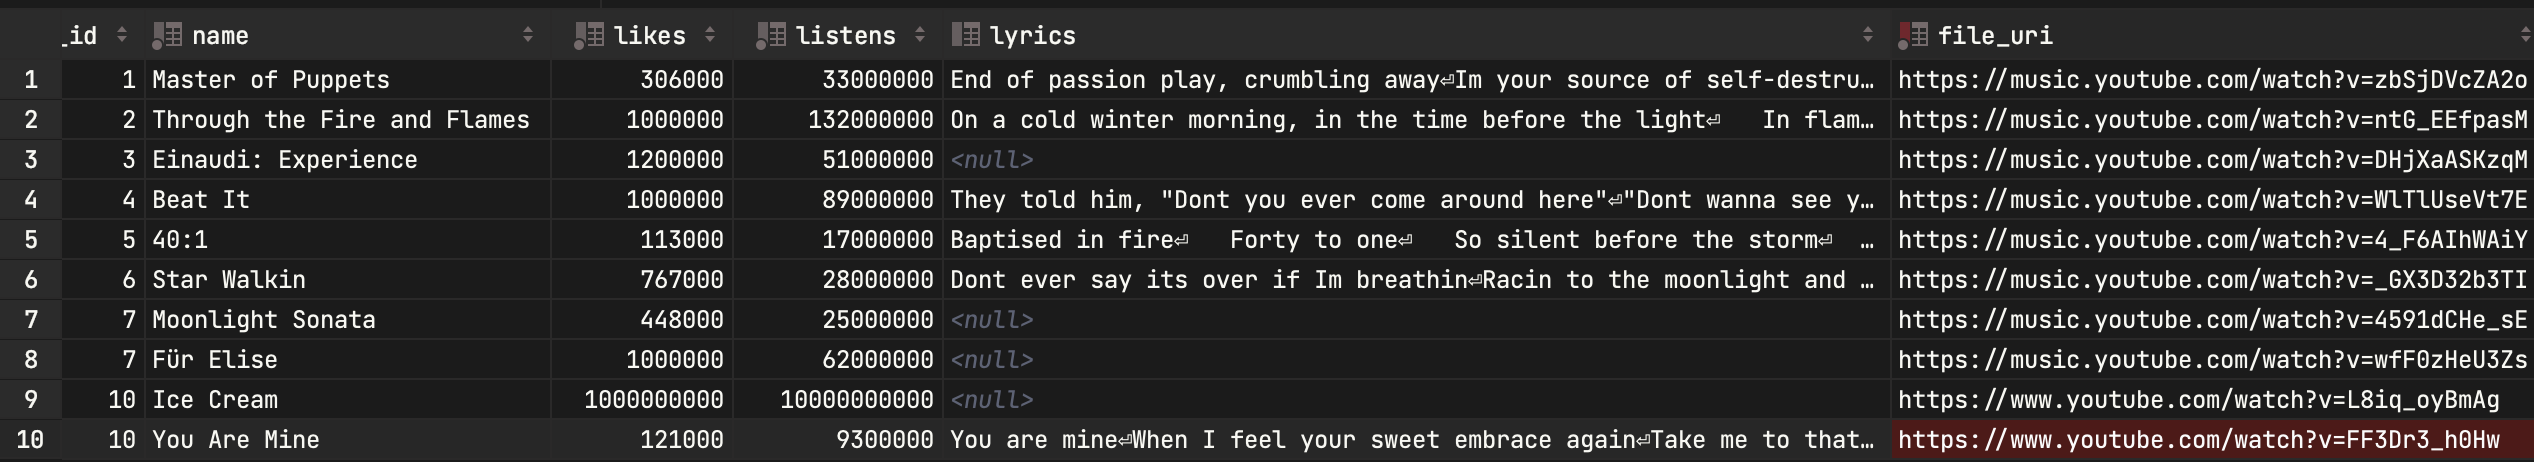 _id name likes listens lyrics file_uri
1 1 Master of Puppets 306000 33000000 End of passion play, crumbling away⏎Im your source of self-destru… https://music.youtube.com/watch?v=zbSjDVcZA2o
2 2 Through the Fire and Flames 1000000 132000000 On a cold winter morning, in the time before the light⏎   In flam… https://music.youtube.com/watch?v=ntG_EEfpasM
3 3 Einaudi: Experience 1200000 51000000 <null> https://music.youtube.com/watch?v=DHjXaASKzqM
4 4 Beat It 1000000 89000000 They told him, "Dont you ever come around here"⏎"Dont wanna see y… https://music.youtube.com/watch?v=WlTlUseVt7E
5 5 40:1 113000 17000000 Baptised in fire⏎   Forty to one⏎   So silent before the storm⏎  … https://music.youtube.com/watch?v=4_F6AIhWAiY
6 6 Star Walkin 767000 28000000 Dont ever say its over if Im breathin⏎Racin to the moonlight and … https://music.youtube.com/watch?v=_GX3D32b3TI
7 7 Moonlight Sonata 448000 25000000 <null> https://music.youtube.com/watch?v=4591dCHe_sE
8 7 Für Elise 1000000 62000000 <null> https://music.youtube.com/watch?v=wfF0zHeU3Zs
9 10 Ice Cream 1000000000 10000000000 <null> https://www.youtube.com/watch?v=L8iq_oyBmAg
10 10 You Are Mine 121000 9300000 You are mine⏎When I feel your sweet embrace again⏎Take me to that… https://www.youtube.com/watch?v=FF3Dr3_h0Hw